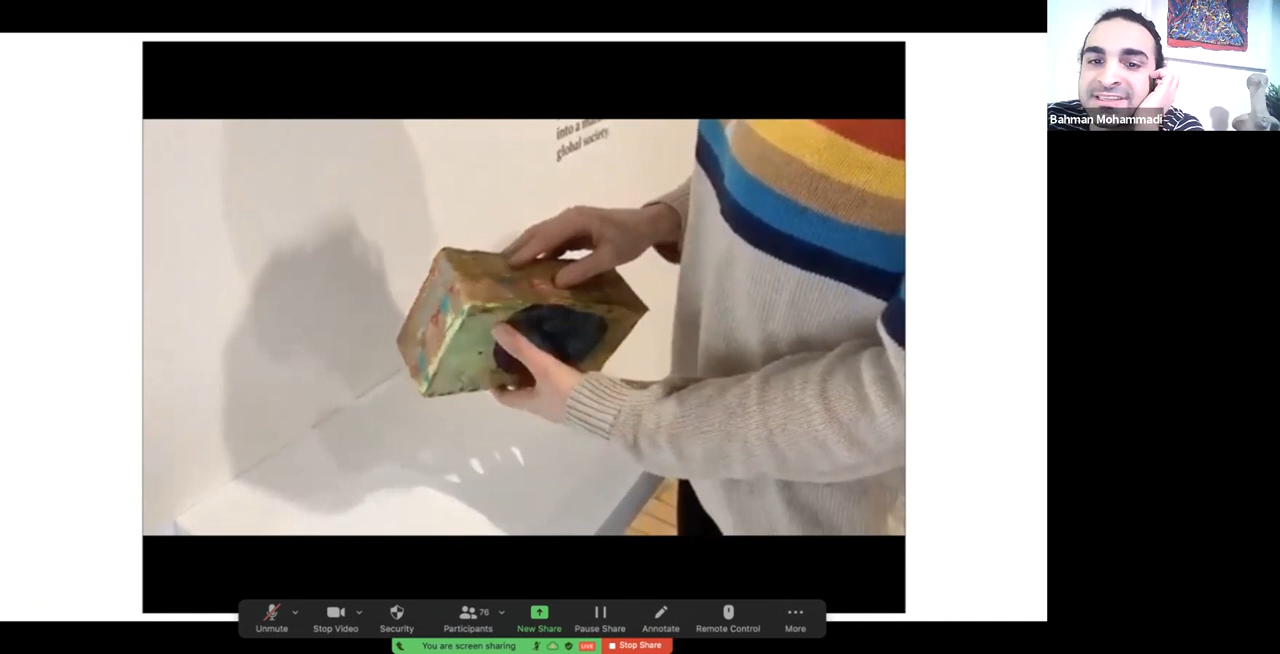 into a
global society.
Bahman Mohammadi
Unmute
Stop Video
Security
76
Participants
New Share
Pause Share
Annotate
Remote Control
More
You are screen sharing
LIVE
Stop Share